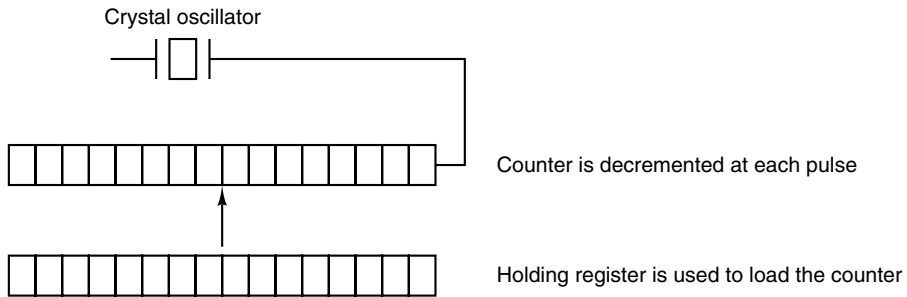 Crystal oscillator
Counter is decremented at each pulse
Holding register is used to load the counter